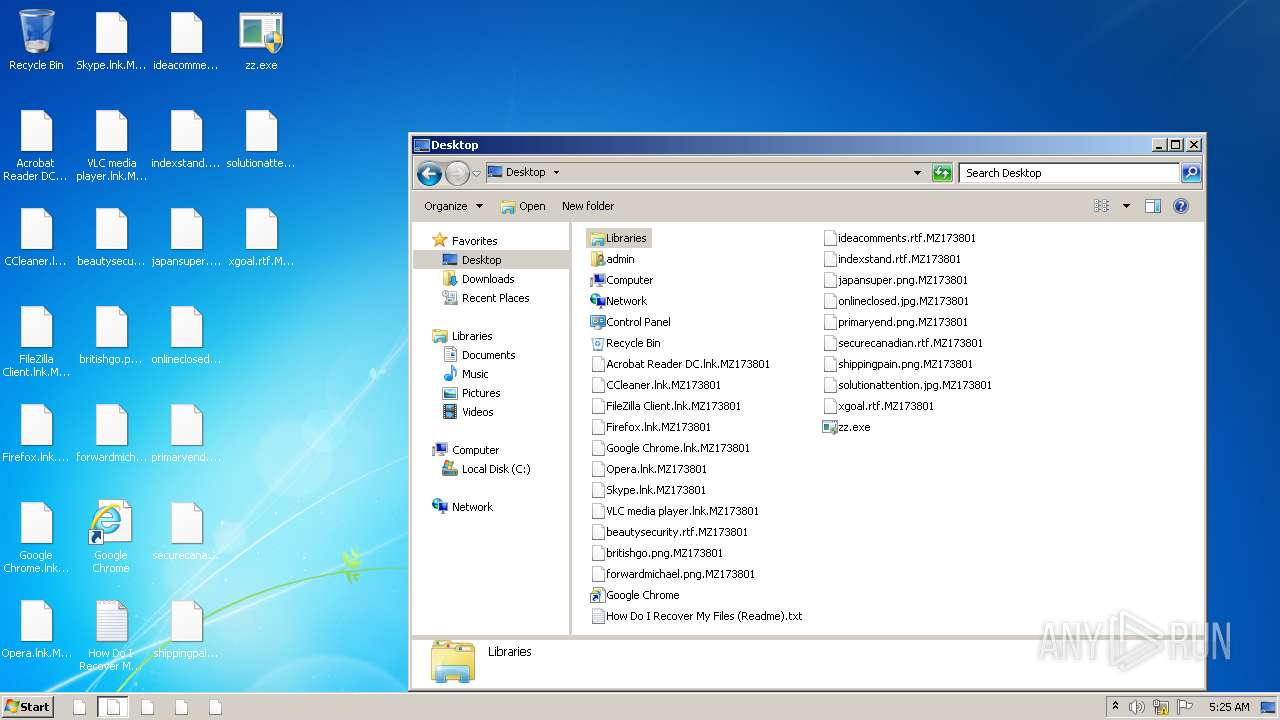 Recycle Bin
Skype.lnk.M...
ideacomme...
zz.exe
Acrobat
Reader DC...
VLC media
player.lnk.M...
indexstand....
solutionatte...
CCleaner.l...
beautysecu...
japansuper....
xgoal.rtf.M...
FileZilla
Client.lnk.M...
britishgo.p...
onlineclosed...
Firefox.lnk....
forwardmich...
primaryend....
Google
Chrome.lnk...
Google
Chrome
securecana...
Opera.lnk.M...
How Do I
Recover M...
shippingpai...
Desktop
Desktop
Search Desktop
Organize
Open
New folder
Favorites
Desktop
Downloads
Recent Places
Libraries
Documents
Music
Pictures
Videos
Computer
Local Disk (C:)
Network
Libraries
admin
Computer
Network
Control Panel
Recycle Bin
Acrobat Reader DC.lnk.MZ173801
CCleaner.lnk.MZ173801
FileZilla Client.lnk.MZ173801
Firefox.lnk.MZ173801
Google Chrome.lnk.MZ173801
Opera.lnk.MZ173801
Skype.lnk.MZ173801
VLC media player.lnk.MZ173801
beautysecurity.rtf.MZ173801
britishgo.png.MZ173801
forwardmichael.png.MZ173801
Google Chrome
How Do I Recover My Files (Readme).txt
ideacomments.rtf.MZ173801
indexstand.rtf.MZ173801
japansuper.png.MZ173801
onlineclosed.jpg.MZ173801
primaryend.png.MZ173801
securecanadian.rtf.MZ173801
shippingpain.png.MZ173801
solutionattention.jpg.MZ173801
xgoal.rtf.MZ173801
zz.exe
Libraries
ANY RUN
Start
5:25 AM